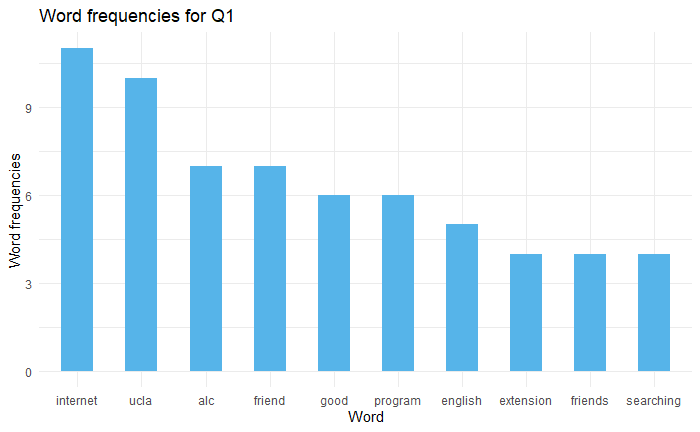 Word frequencies for Q1
Word frequencies
9
6
3
0
internet ucla alc friend good program english extension friends searching
Word